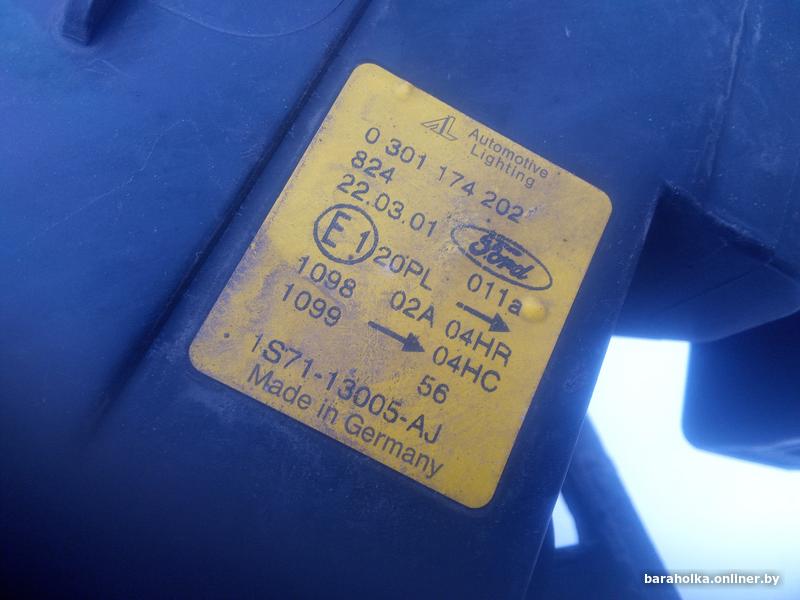 Automotive
Lighting
0 301 174 202
824
22.03.01
Ford
E1
20PL
011a
1098
02A
04HR
1099
04HC
56
1S71-13005-AJ
Made in Germany
baraholka.onliner.by